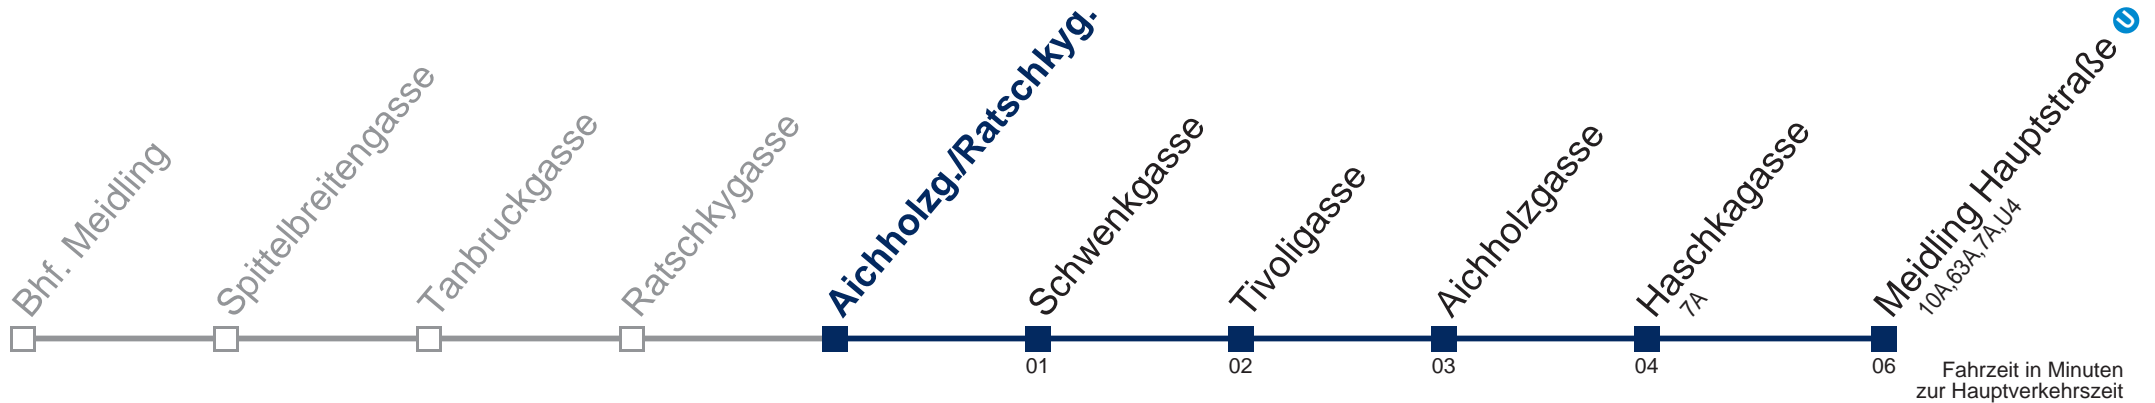 Bhf. Meidling
Spittelbreitengasse
Tanbruckgasse
Ratschkygasse
Aichholzg./Ratschkyg.
Schwenkgasse
Tivoligasse
Aichholzgasse
Haschkagasse
7A
Meidling Hauptstraße U
10A,63A,7A,U4
01
02
03
04
06
Fahrzeit in Minuten
zur Hauptverkehrszeit